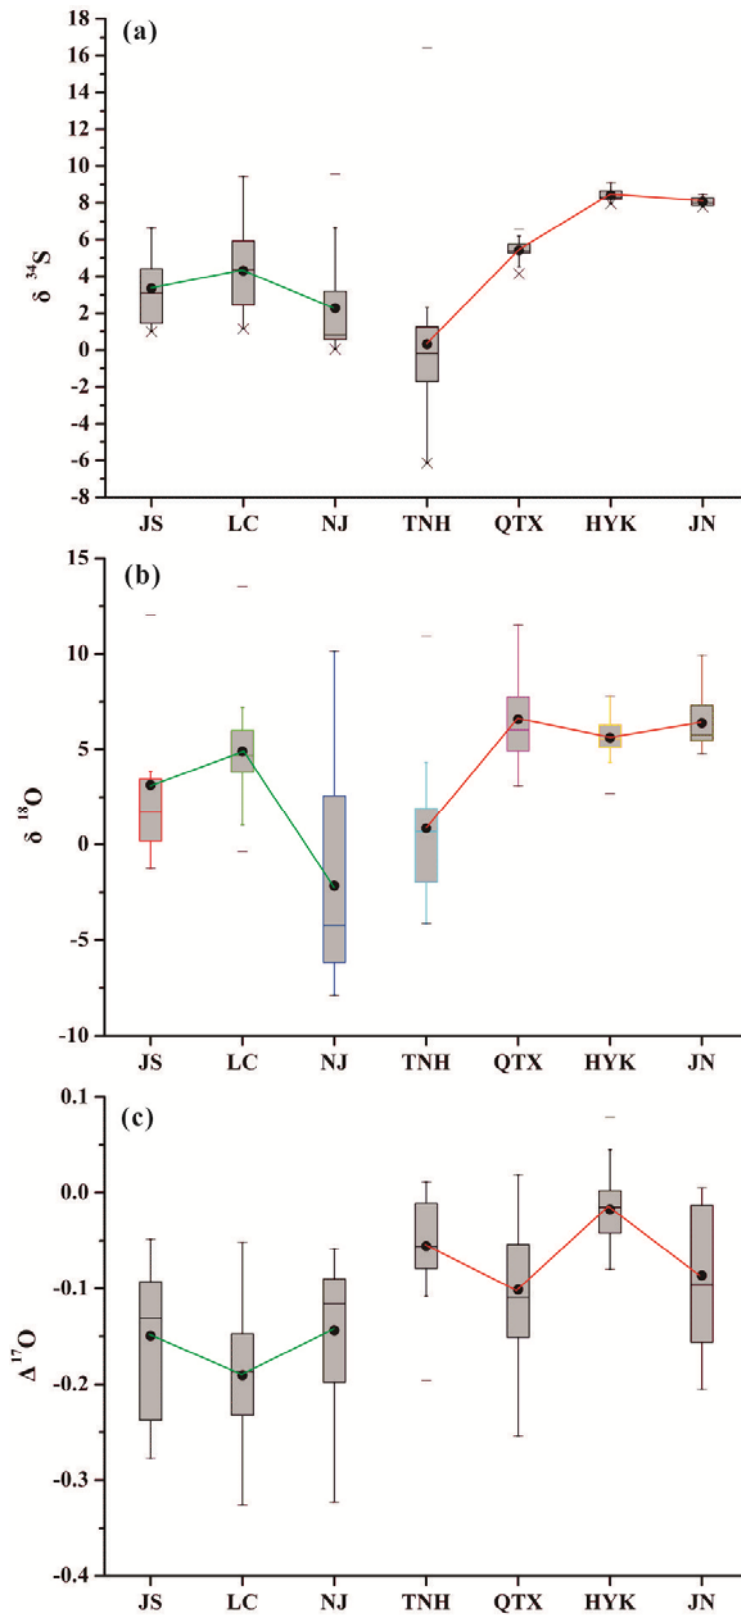 (a)
18
16
14
12
10
8
6
4
2
0
-2
-4
-6
-8
δ ³⁴S
JS LC NJ TNH QTX HYK JN
(b)
15
10
5
0
-5
-10
δ ¹⁸O
JS LC NJ TNH QTX HYK JN
(c)
0.1
0.0
-0.1
-0.2
-0.3
-0.4
Δ ¹⁷O
JS LC NJ TNH QTX HYK JN